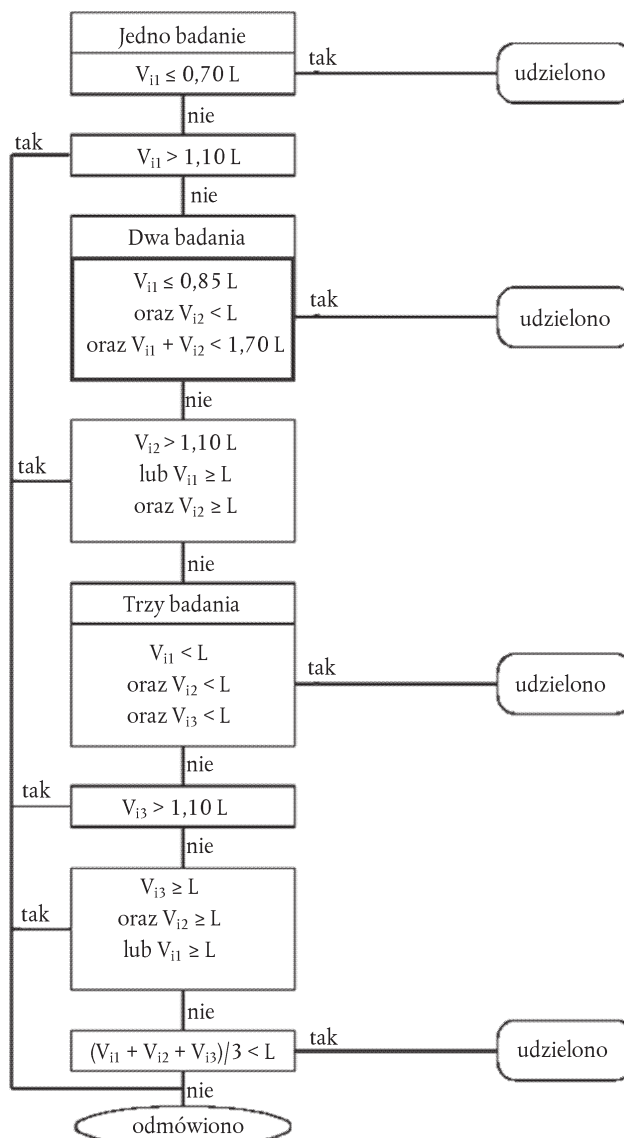 Jedno badanie
tak
V_i1 ≤ 0,70 L
udzielono
nie
tak
V_i1 > 1,10 L
nie
Dwa badania
V_i1 ≤ 0,85 L
tak
oraz V_i2 < L
udzielono
oraz V_i1 + V_i2 < 1,70 L
nie
V_i2 > 1,10 L
tak
lub V_i1 ≥ L
oraz V_i2 ≥ L
nie
Trzy badania
V_i1 < L
tak
oraz V_i2 < L
udzielono
oraz V_i3 < L
nie
tak
V_i3 > 1,10 L
nie
V_i3 ≥ L
tak
oraz V_i2 ≥ L
lub V_i1 ≥ L
nie
tak
(V_i1 + V_i2 + V_i3)/3 < L
udzielono
nie
odmówiono